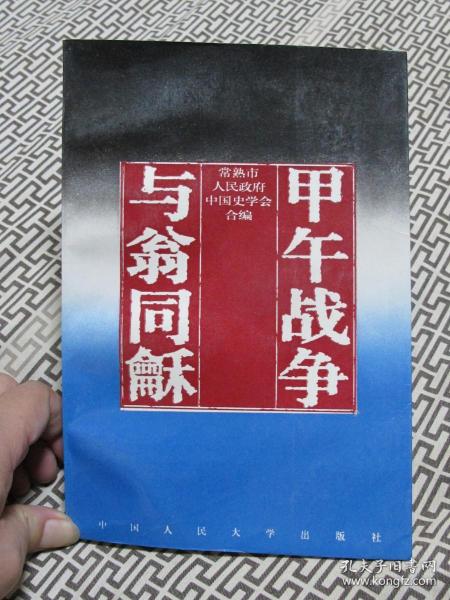 甲午战争
与翁同龢
常熟市
人民政府
中国史学会
合编
中国人民大学出版社
孔夫子旧书网
www.kongfz.com